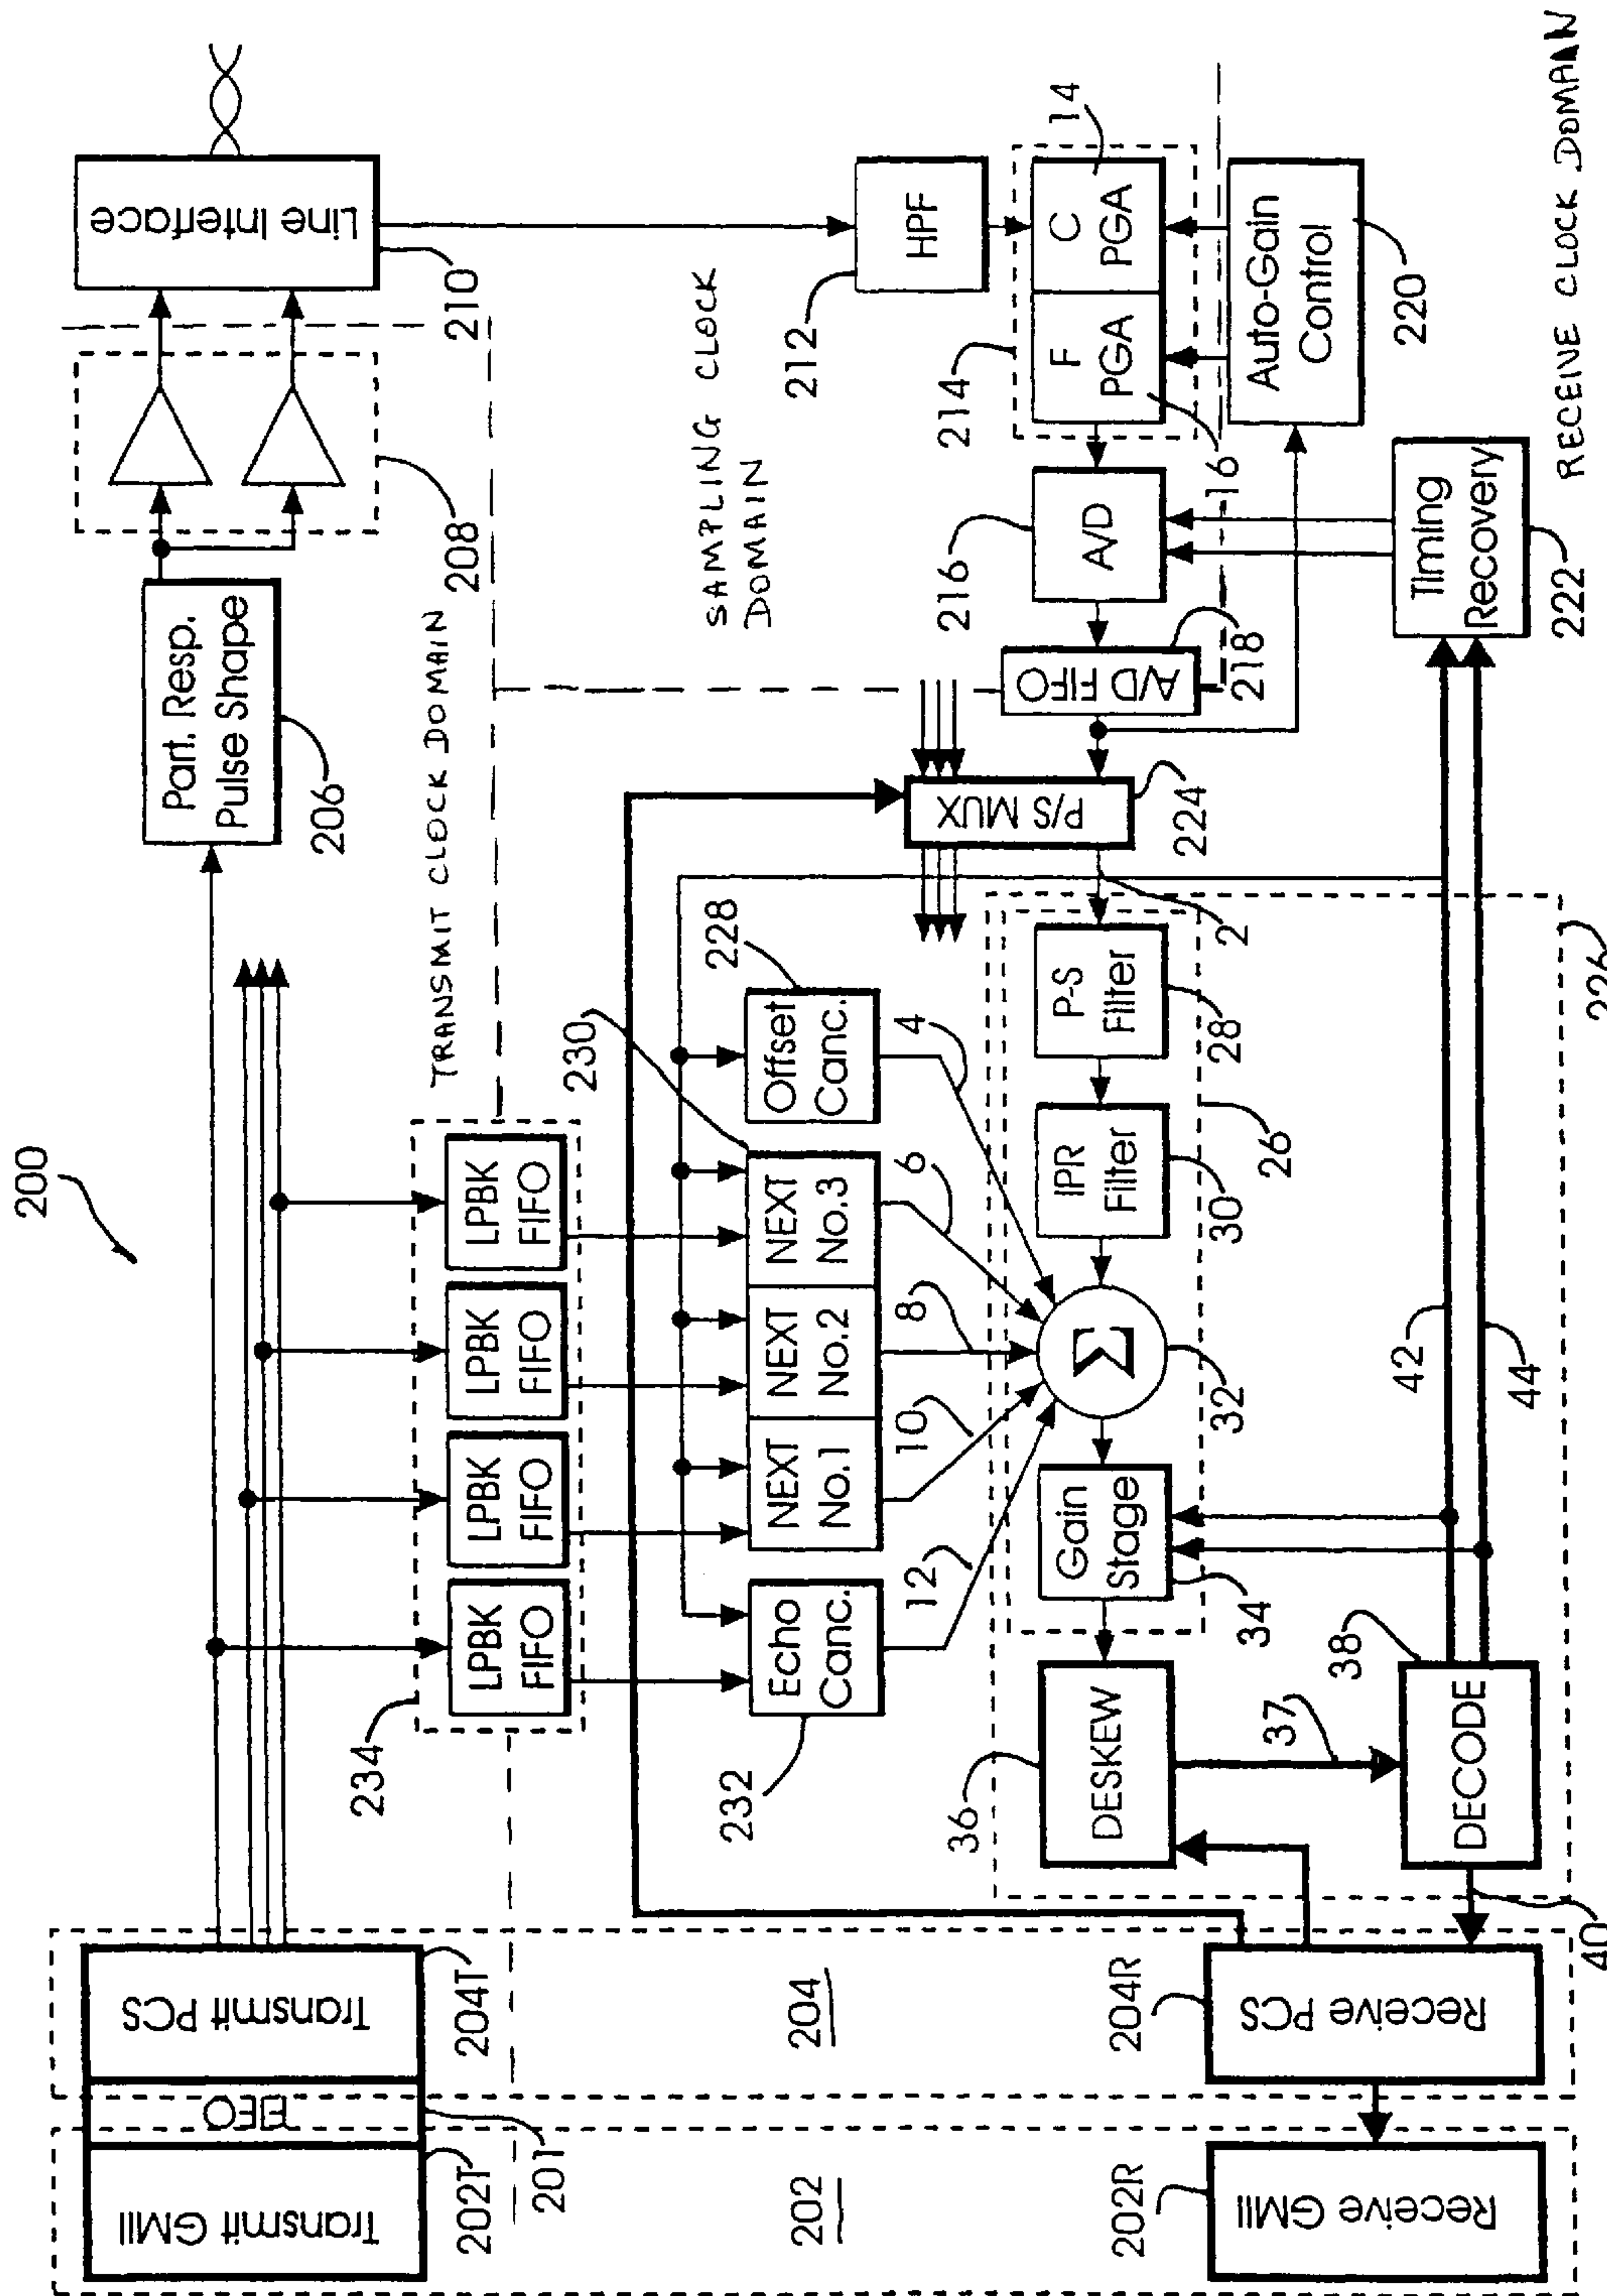 200
Transmit GMII
202T
FIFO
201
Transmit PCS
204T
Part. Resp.
Pulse Shape
206
208
Line Interface
210
TRANSMIT CLOCK DOMAIN
234
LPBK
FIFO
LPBK
FIFO
LPBK
FIFO
LPBK
FIFO
SAMPLING CLOCK
DOMAIN
HPF
212
232
Echo
Canc.
NEXT
No.1
NEXT
No.2
NEXT
No.3
230
Offset
Canc.
228
12
10
8
6
4
202
204
36
DESKEW
Gain
Stage
34
Σ
32
IPR
Filter
30
P-S
Filter
28
26
2
P/S MUX
224
A/D FIFO
218
A/D
216
214
F
PGA
16
C
PGA
14
16
Auto-Gain
Control
220
37
38
DECODE
40
42
44
Timing
Recovery
222
226
202R
Receive GMII
204R
Receive PCS
RECEIVE CLOCK DOMAIN